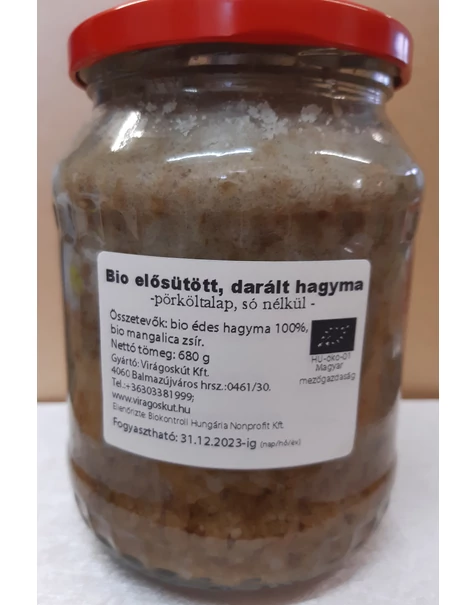 Bio elősütött, darált hagyma
-pörköltalap, só nélkül -
Összetevők: bio édes hagyma 100%,
bio mangalica zsír.
Nettó tömeg: 680 g
Gyártó: Virágoskút Kft.
4060 Balmazújváros hrsz.:0461/30.
Tel.:+36303381999;
www.viragoskut.hu
Ellenőrizte: Biokontroll Hungária Nonprofit Kft.
Fogyasztható: 31.12.2023-ig (nap/hó/év)
HU-öko-01
Magyar
mezőgazdaság